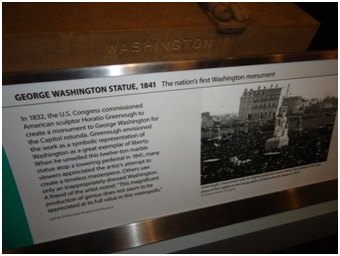 WASHINGTON
GEORGE WASHINGTON STATUE, 1841 The nation's first Washington monument
In 1832, the U.S. Congress commissioned
American sculptor Horatio Greenough to
create a monument to George Washington for
the Capitol rotunda. Greenough envisioned
the work as a symbolic representation of
Washington as a great exemplar of liberty.
When he unveiled this twelve-ton marble
statue atop a towering pedestal in 1841, many
viewers appreciated the artist's attempt to
create a timeless masterpiece. Others saw
only an inappropriately dressed Washington.
A friend of the artist noted: "This magnificent
production of genius does not seem to be
appreciated at its full value in this metropolis."